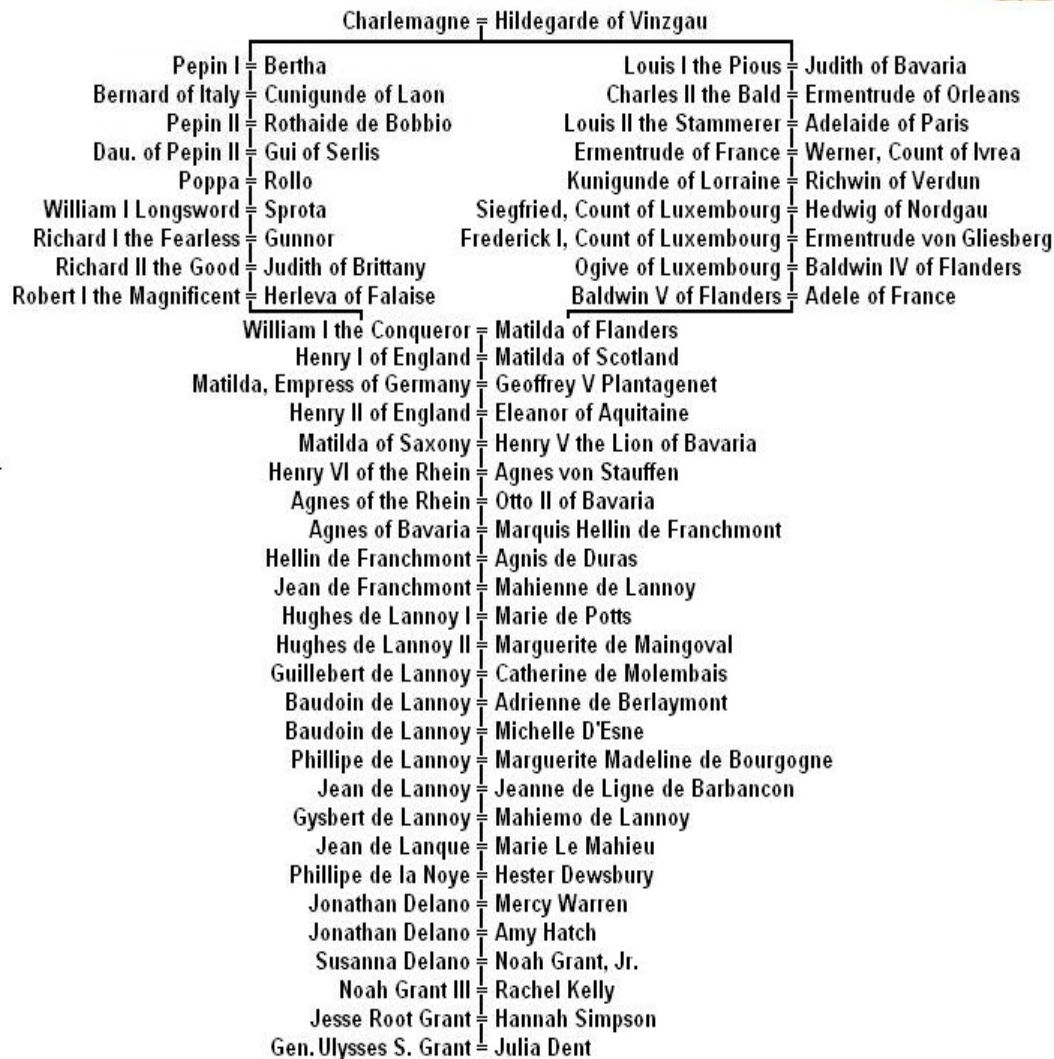 Charlemagne = Hildegarde of Vinzgau
Pepin I = Bertha
Bernard of Italy = Cunigunde of Laon
Pepin II = Rothaide de Bobbio
Dau. of Pepin II = Gui of Serlis
Poppa = Rollo
William I Longsword = Sprota
Richard I the Fearless = Gunnor
Richard II the Good = Judith of Brittany
Robert I the Magnificent = Herleva of Falaise
Louis I the Pious = Judith of Bavaria
Charles II the Bald = Ermentrude of Orleans
Louis II the Stammerer = Adelaide of Paris
Ermentrude of France = Werner, Count of Ivrea
Kunigunde of Lorraine = Richwin of Verdun
Siegfried, Count of Luxembourg = Hedwig of Nordgau
Frederick I, Count of Luxembourg = Ermentrude von Gliesberg
Ogive of Luxembourg = Baldwin IV of Flanders
Baldwin V of Flanders = Adele of France
William I the Conqueror = Matilda of Flanders
Henry I of England = Matilda of Scotland
Matilda, Empress of Germany = Geoffrey V Plantagenet
Henry II of England = Eleanor of Aquitaine
Matilda of Saxony = Henry V the Lion of Bavaria
Henry VI of the Rhein = Agnes von Stauffen
Agnes of the Rhein = Otto II of Bavaria
Agnes of Bavaria = Marquis Hellin de Franchmont
Hellin de Franchmont = Agnis de Duras
Jean de Franchmont = Mahienne de Lannoy
Hughes de Lannoy I = Marie de Potts
Hughes de Lannoy II = Marguerite de Maingoval
Guillebert de Lannoy = Catherine de Molembais
Baudoin de Lannoy = Adrienne de Berlaymont
Baudoin de Lannoy = Michelle D'Esne
Phillipe de Lannoy = Marguerite Madeline de Bourgogne
Jean de Lannoy = Jeanne de Ligne de Barbancon
Gysbert de Lannoy = Mahiemo de Lannoy
Jean de Lanque = Marie Le Mahieu
Phillipe de la Noye = Hester Dewsbury
Jonathan Delano = Mercy Warren
Jonathan Delano = Amy Hatch
Susanna Delano = Noah Grant, Jr.
Noah Grant III = Rachel Kelly
Jesse Root Grant = Hannah Simpson
Gen. Ulysses S. Grant = Julia Dent